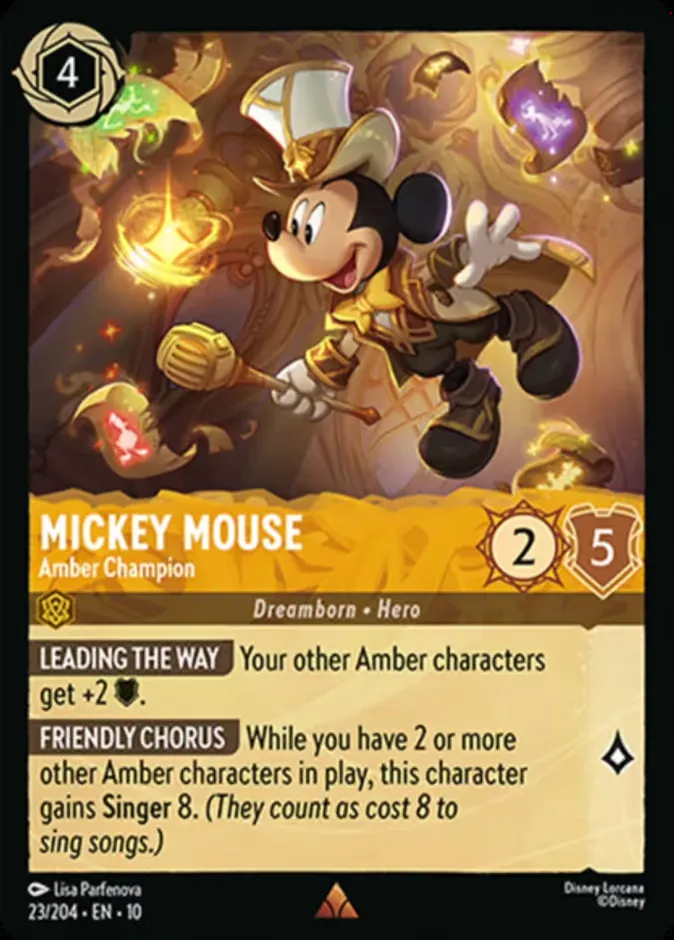 4
MICKEY MOUSE
Amber Champion
2
5
Dreamborn • Hero
LEADING THE WAY Your other Amber characters
get +2 .
FRIENDLY CHORUS While you have 2 or more
other Amber characters in play, this character
gains Singer 8. (They count as cost 8 to
sing songs.)
Lisa Parfenova
23/204 • EN • 10
Disney Lorcana
©Disney